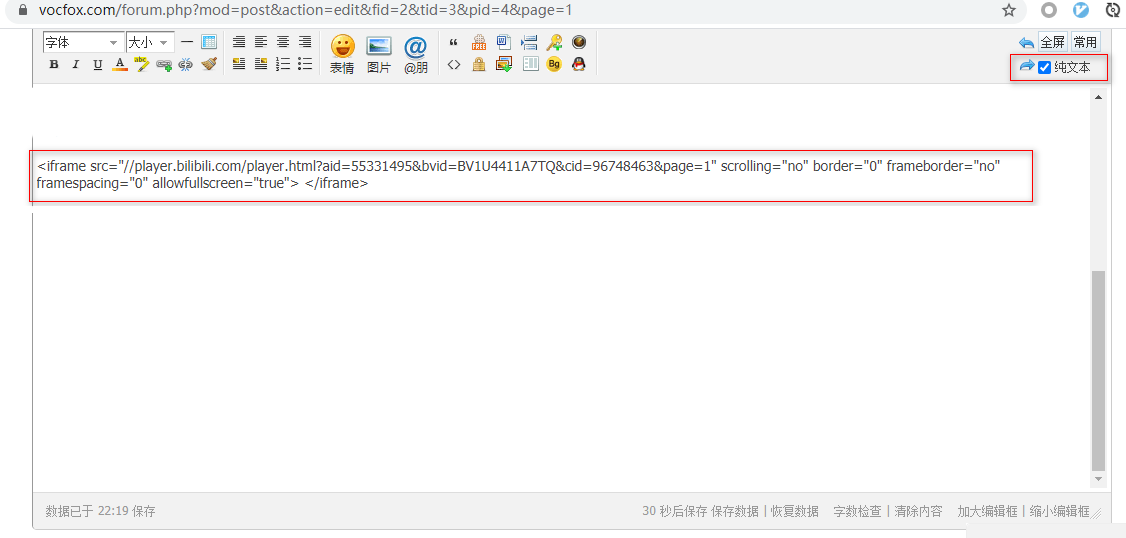 vocfox.com/forum.php?mod=post&action=edit&fid=2&tid=3&pid=4&page=1
字体 大小 全屏 常用
B I U A abc 表情 图片 @朋 Bg 纯文本
<iframe src="//player.bilibili.com/player.html?aid=55331495&bvid=BV1U4411A7TQ&cid=96748463&page=1" scrolling="no" border="0" frameborder="no"
framespacing="0" allowfullscreen="true"> </iframe>
数据已于 22:19 保存 30 秒后保存 保存数据 | 恢复数据 字数检查 | 清除内容 加大编辑框 | 缩小编辑框